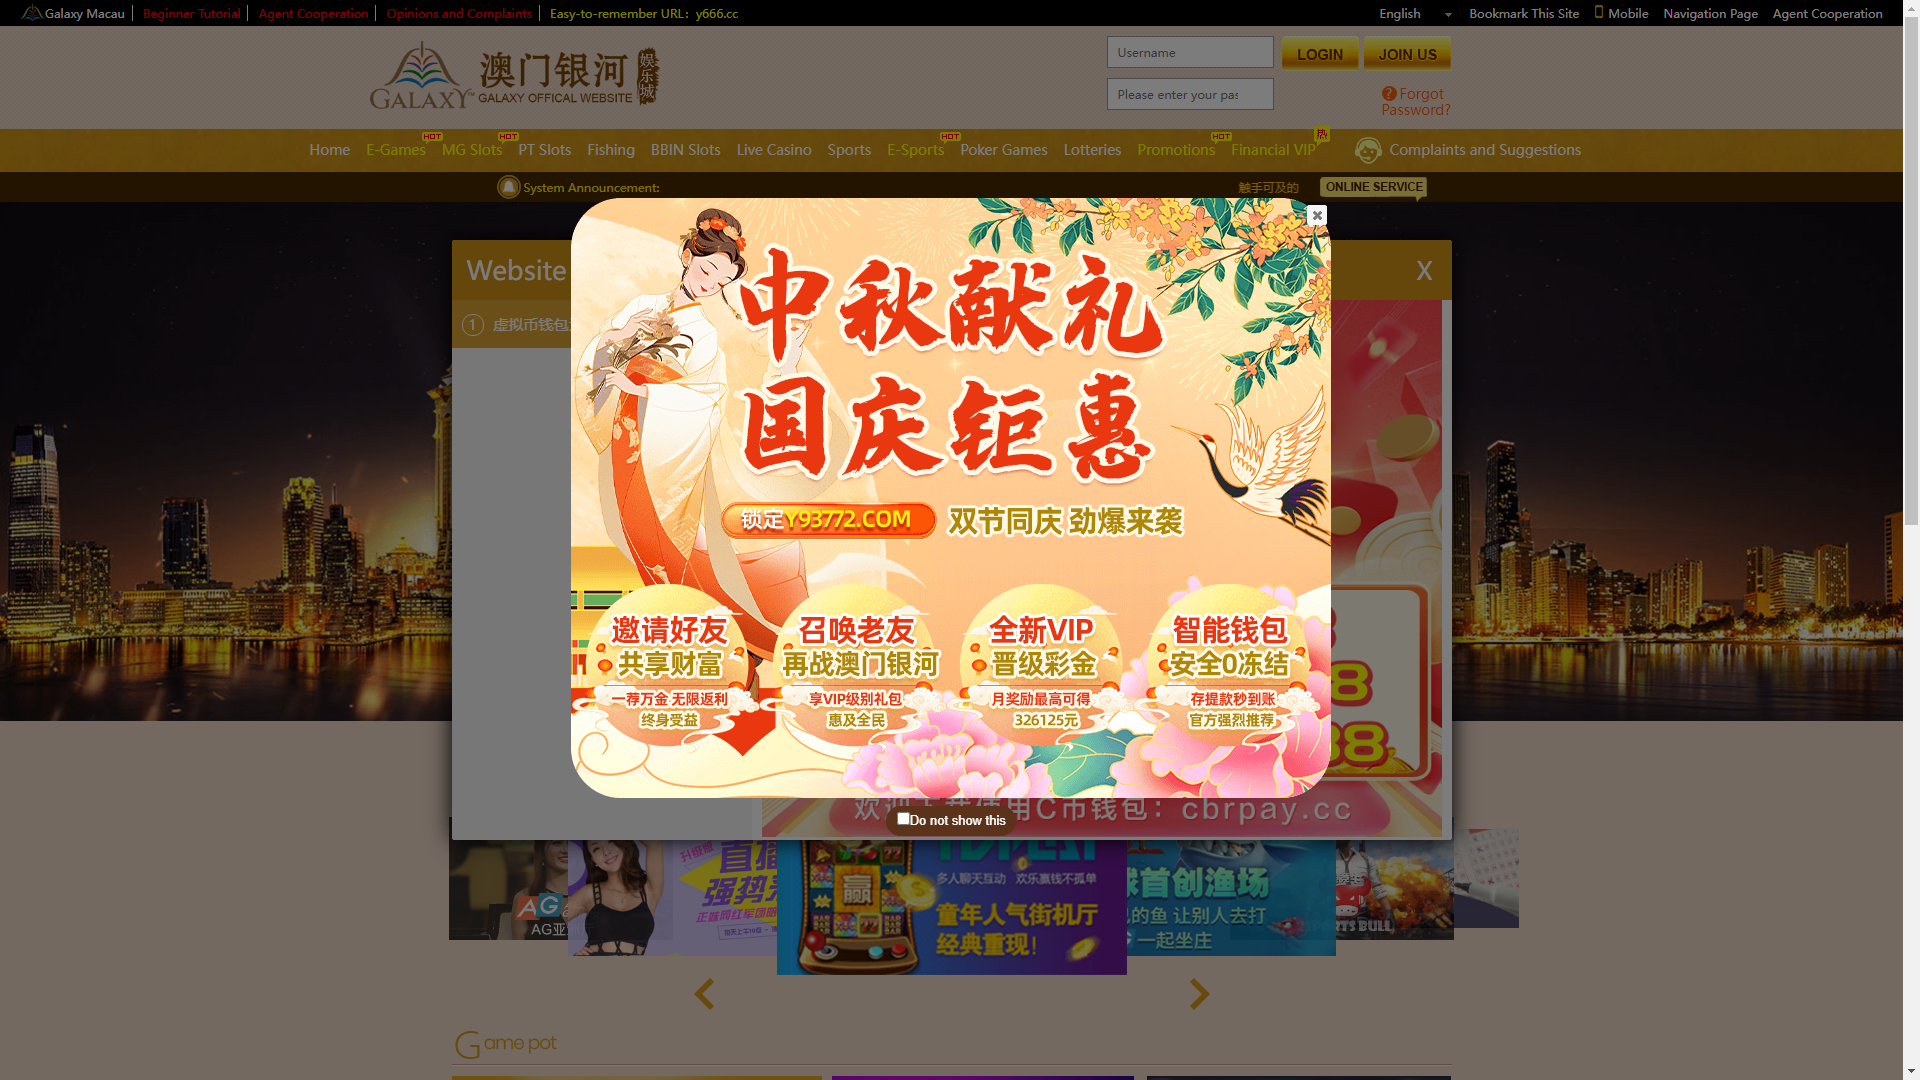 Galaxy Macau
Beginner Tutorial
Agent Cooperation
Opinions and Complaints
Easy-to-remember URL: y666.cc
English
Bookmark This Site
Mobile
Navigation Page
Agent Cooperation
GALAXY™
澳门银河
娱乐城
GALAXY OFFICAL WEBSITE
Username
LOGIN
JOIN US
Please enter your pas
Forgot
Password?
Home
E-Games
HOT
MG Slots
HOT
PT Slots
Fishing
BBIN Slots
Live Casino
Sports
E-Sports
HOT
Poker Games
Lotteries
Promotions
HOT
Financial VIP
热
Complaints and Suggestions
System Announcement:
触手可及的
ONLINE SERVICE
Website
X
1 虚拟币钱包
中秋献礼
国庆钜惠
锁定Y93772.COM
双节同庆 劲爆来袭
邀请好友
共享财富
一荐万金·无限返利
终身受益
召唤老友
再战澳门银河
享VIP级别礼包
惠及全民
全新VIP
晋级彩金
月奖励最高可得
326125元
智能钱包
安全0冻结
存提款秒到账
官方强烈推荐
用C币钱包：cbrpay.cc
Do not show this
AG
AG亚
升级版
直播
强势
多人聊天互动 欢乐赢钱不孤单
赢
童年人气街机厅
经典重现！
球首创渔场
的鱼 让别人去打
一起坐庄
SPORTS BULL
Game pot